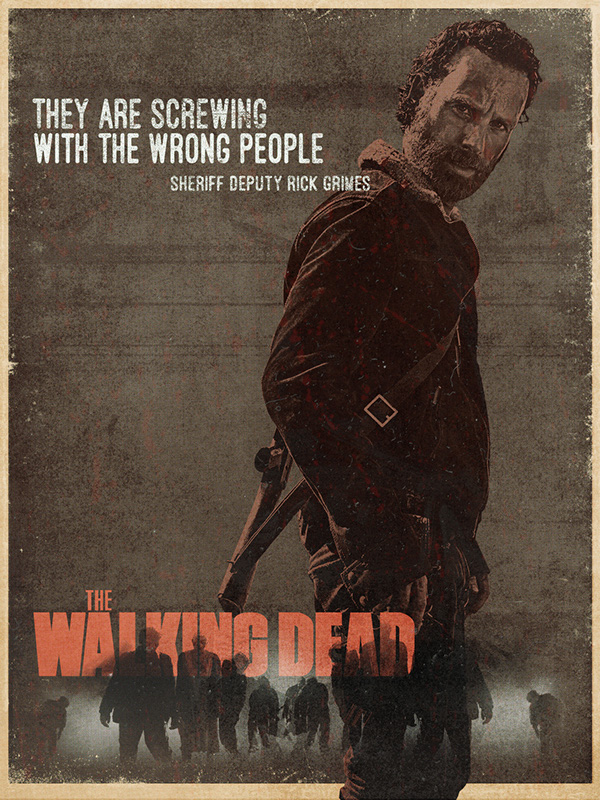 THEY ARE SCREWING
WITH THE WRONG PEOPLE
SHERIFF DEPUTY RICK GRIMES
THE
WALKING DEAD